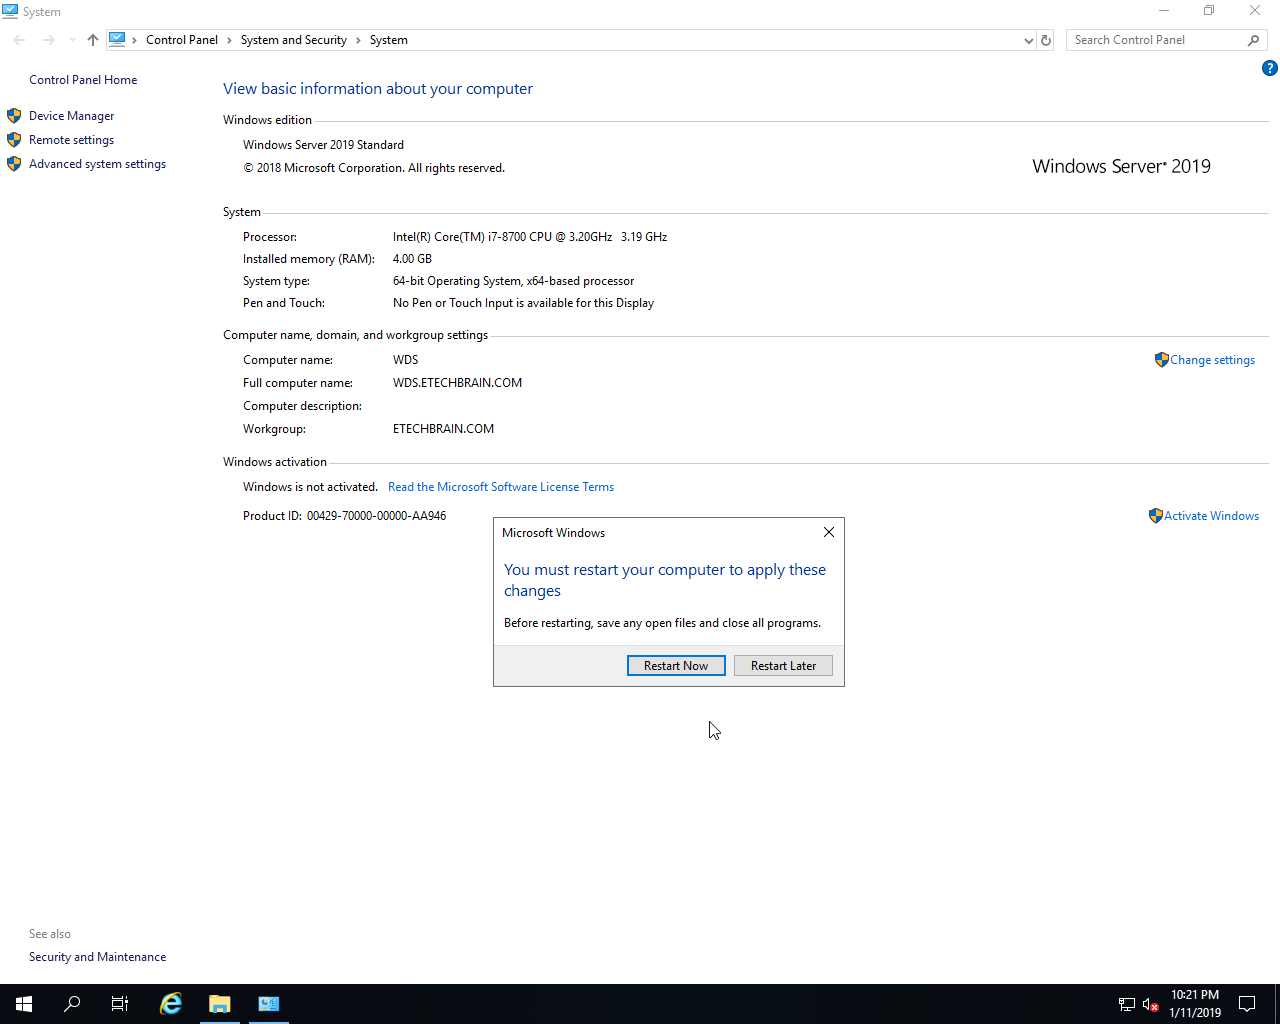 System
Control Panel > System and Security > System
Search Control Panel
Control Panel Home
Device Manager
Remote settings
Advanced system settings
?
View basic information about your computer
Windows edition
Windows Server 2019 Standard
© 2018 Microsoft Corporation. All rights reserved.
Windows Server® 2019
System
Processor: Intel(R) Core(TM) i7-8700 CPU @ 3.20GHz 3.19 GHz
Installed memory (RAM): 4.00 GB
System type: 64-bit Operating System, x64-based processor
Pen and Touch: No Pen or Touch Input is available for this Display
Computer name, domain, and workgroup settings
Computer name: WDS
Change settings
Full computer name: WDS.ETECHBRAIN.COM
Computer description:
Workgroup: ETECHBRAIN.COM
Windows activation
Windows is not activated. Read the Microsoft Software License Terms
Product ID: 00429-70000-00000-AA946
Activate Windows
Microsoft Windows
You must restart your computer to apply these
changes
Before restarting, save any open files and close all programs.
Restart Now
Restart Later
See also
Security and Maintenance
10:21 PM
1/11/2019